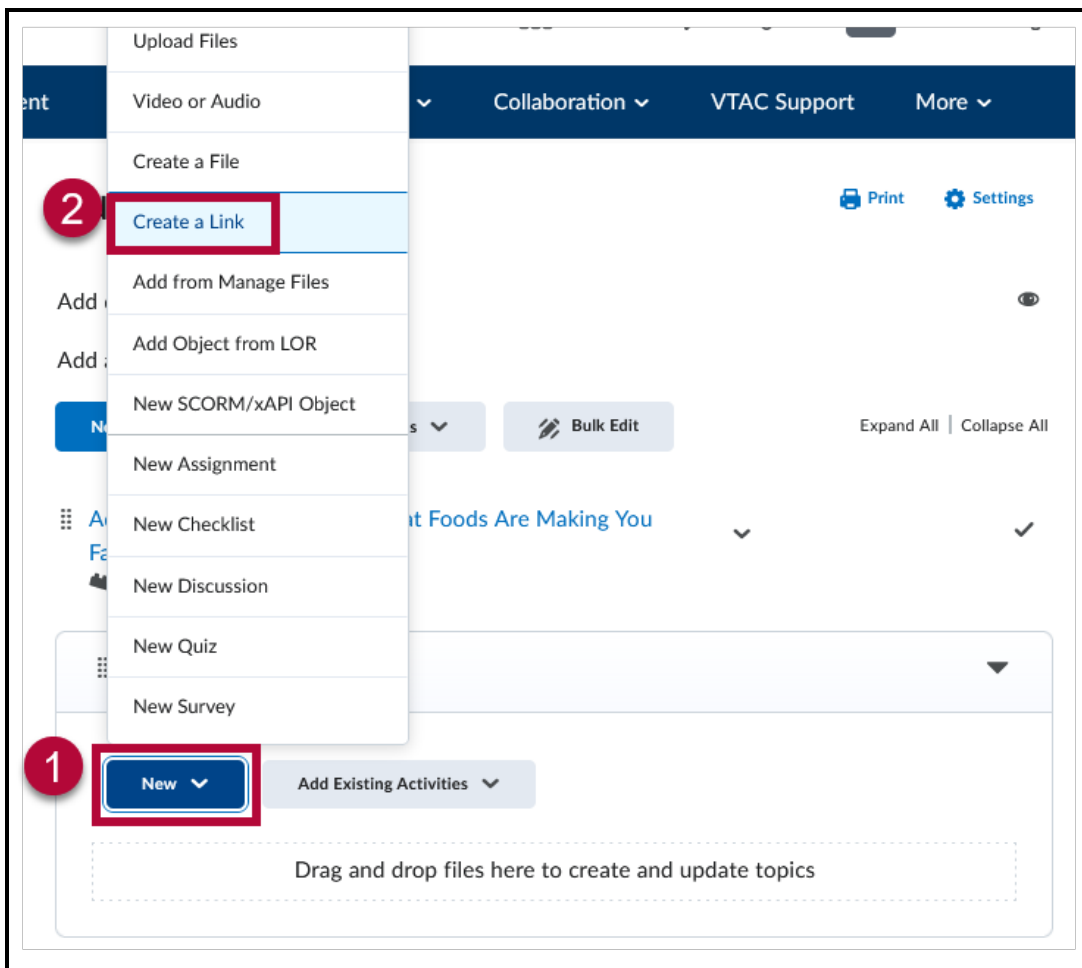 Upload Files
ent
Video or Audio
Collaboration
VTAC Support
More
Create a File
2
Create a Link
Print
Settings
Add from Manage Files
Add
Add Object from LOR
Add
New SCORM/xAPI Object
Bulk Edit
Expand All | Collapse All
New Assignment
New Checklist
at Foods Are Making You
New Discussion
New Quiz
New Survey
1
New
Add Existing Activities
Drag and drop files here to create and update topics